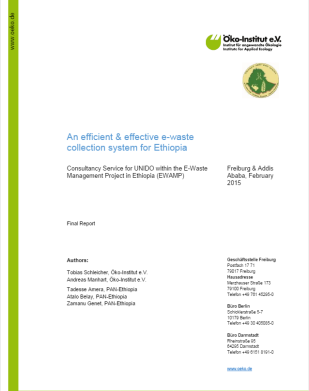 www.oeko.de
Öko-Institut e.V.
Institut für angewandte Ökologie
Institute for Applied Ecology
An efficient & effective e-waste
collection system for Ethiopia
Consultancy Service for UNIDO within the E-Waste
Management Project in Ethiopia (EWAMP)
Freiburg & Addis
Ababa, February
2015
Final Report
Authors:
Tobias Schleicher, Öko-Institut e.V.
Andreas Manhart, Öko-Institut e.V.
Tadesse Amera, PAN-Ethiopia
Atalo Belay, PAN-Ethiopia
Zamanu Genet, PAN-Ethiopia
Geschäftsstelle Freiburg
Postfach 17 71
79017 Freiburg
Hausadresse
Merzhauser Straße 173
79100 Freiburg
Telefon +49 761 45295-0
Büro Berlin
Schicklerstraße 5-7
10179 Berlin
Telefon +49 30 405085-0
Büro Darmstadt
Rheinstraße 95
64295 Darmstadt
Telefon +49 6151 8191-0
www.oeko.de